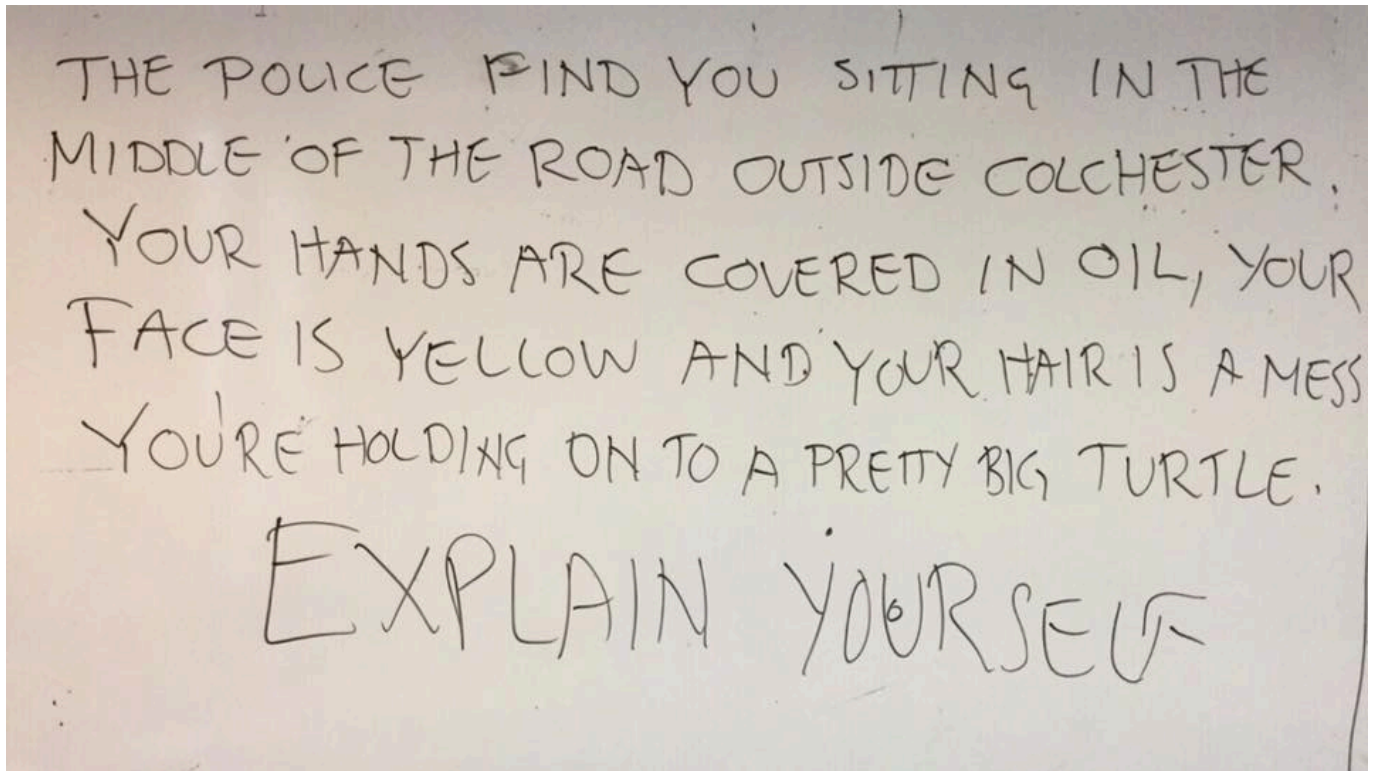 THE POLICE FIND YOU SITTING IN THE
MIDDLE OF THE ROAD OUTSIDE COLCHESTER.
YOUR HANDS ARE COVERED IN OIL, YOUR
FACE IS YELLOW AND YOUR HAIR IS A MESS
YOU'RE HOLDING ON TO A PRETTY BIG TURTLE.
EXPLAIN YOURSELF